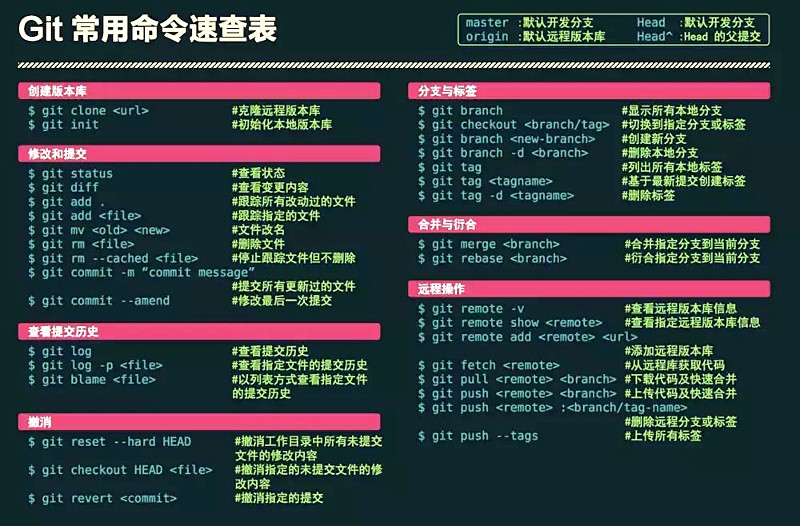 Git 常用命令速查表
master :默认开发分支 Head :默认开发分支
origin :默认远程版本库 Head^ :Head 的父提交
创建版本库
$ git clone <url> #克隆远程版本库
$ git init #初始化本地版本库
修改和提交
$ git status #查看状态
$ git diff #查看变更内容
$ git add . #跟踪所有改动过的文件
$ git add <file> #跟踪指定的文件
$ git mv <old> <new> #文件改名
$ git rm <file> #删除文件
$ git rm --cached <file> #停止跟踪文件但不删除
$ git commit -m “commit message”
#提交所有更新过的文件
$ git commit --amend #修改最后一次提交
查看提交历史
$ git log #查看提交历史
$ git log -p <file> #查看指定文件的提交历史
$ git blame <file> #以列表方式查看指定文件
的提交历史
撤消
$ git reset --hard HEAD #撤消工作目录中所有未提交
文件的修改内容
$ git checkout HEAD <file> #撤消指定的未提交文件的修
改内容
$ git revert <commit> #撤消指定的提交
分支与标签
$ git branch #显示所有本地分支
$ git checkout <branch/tag> #切换到指定分支或标签
$ git branch <new-branch> #创建新分支
$ git branch -d <branch> #删除本地分支
$ git tag #列出所有本地标签
$ git tag <tagname> #基于最新提交创建标签
$ git tag -d <tagname> #删除标签
合并与衍合
$ git merge <branch> #合并指定分支到当前分支
$ git rebase <branch> #衍合指定分支到当前分支
远程操作
$ git remote -v #查看远程版本库信息
$ git remote show <remote> #查看指定远程版本库信息
$ git remote add <remote> <url>
#添加远程版本库
$ git fetch <remote> #从远程库获取代码
$ git pull <remote> <branch> #下载代码及快速合并
$ git push <remote> <branch> #上传代码及快速合并
$ git push <remote> :<branch/tag-name>
#删除远程分支或标签
$ git push --tags #上传所有标签